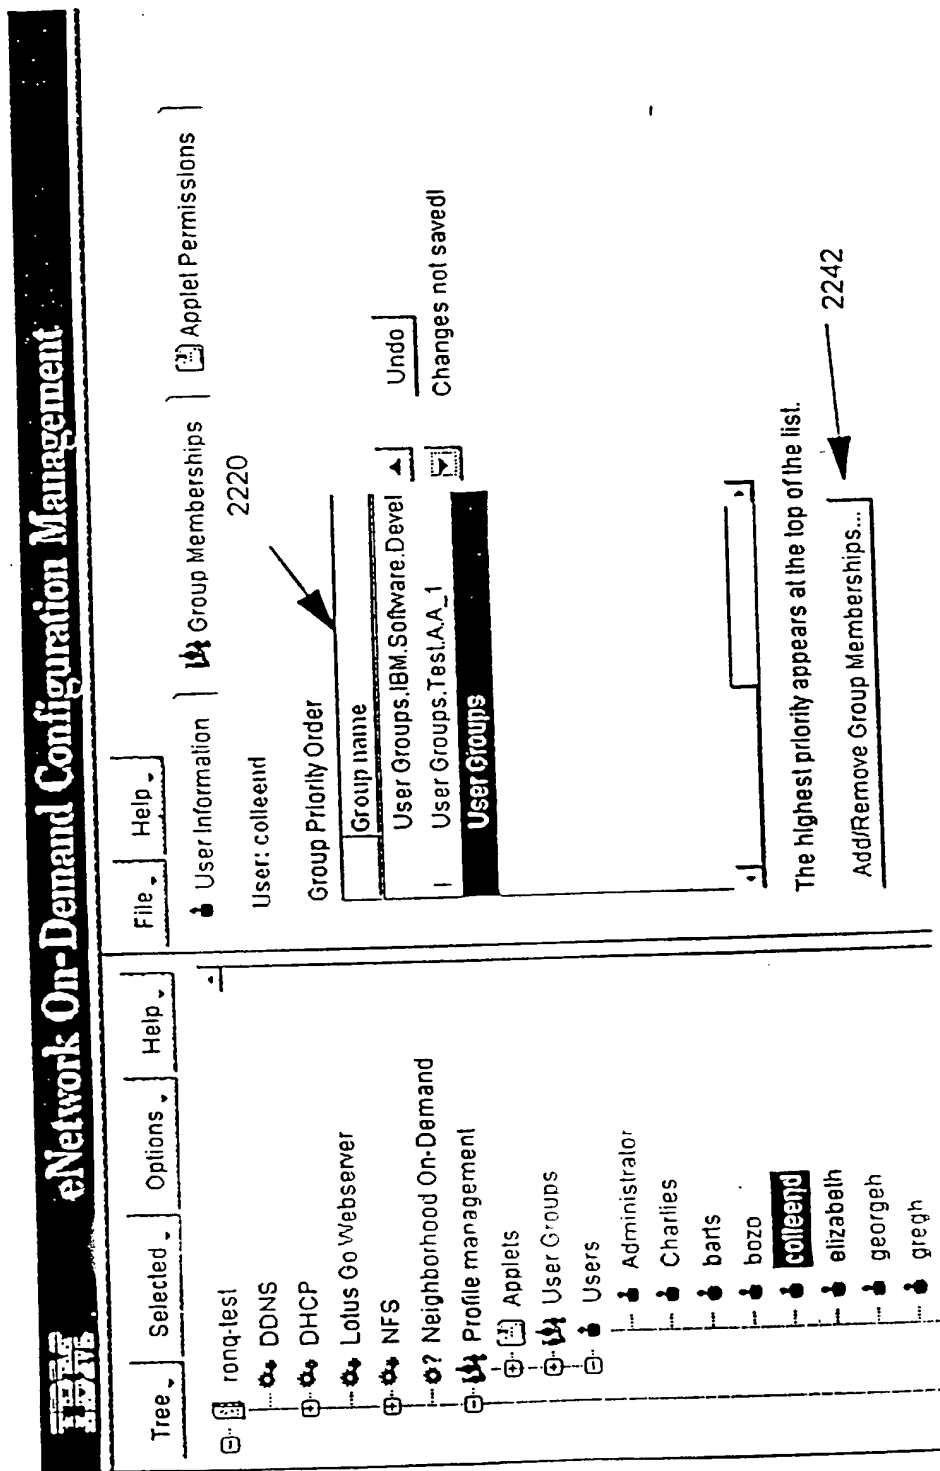 IBM eNetwork On-Demand Configuration Management
Tree Selected Options Help
ronq-test
DDNS
DHCP
Lotus Go Webserver
NFS
? Neighborhood On-Demand
Profile management
Applets
User Groups
Users
Administrator
Charlies
barts
bozo
colleend
elizabeth
georgeh
gregh
File Help
User Information Group Memberships Applet Permissions
User: colleend
2220
Group Priority Order
Group name
User Groups.IBM.Software.Devel
User Groups.Test.A.A_1
User Groups
Undo
Changes not saved!
The highest priority appears at the top of the list.
Add/Remove Group Memberships...
2242